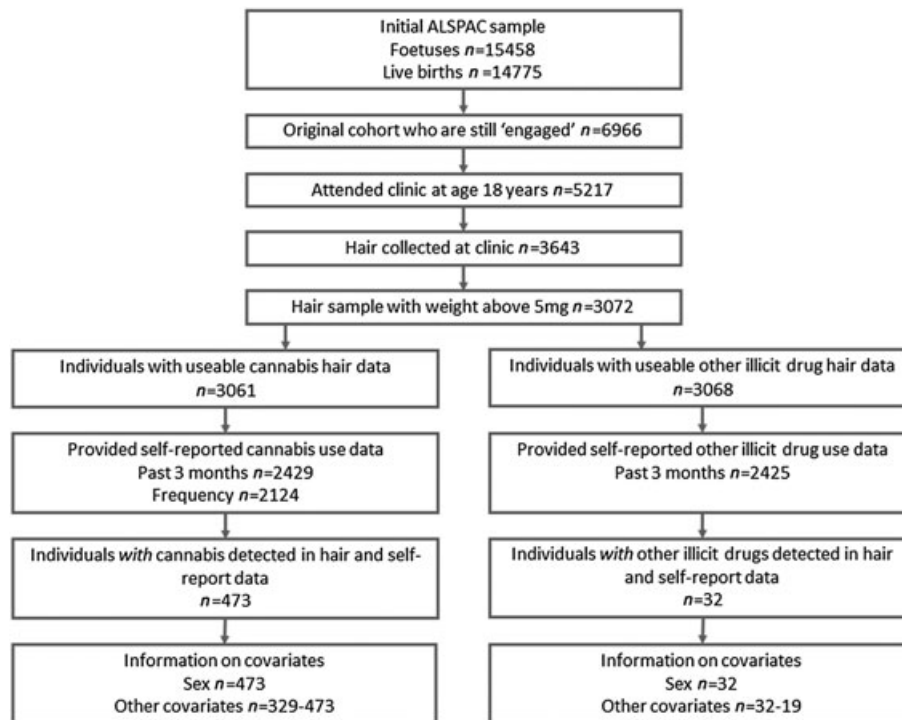 Initial ALSPAC sample
Foetuses n=15458
Live births n =14775
Original cohort who are still ‘engaged’ n=6966
Attended clinic at age 18 years n=5217
Hair collected at clinic n=3643
Hair sample with weight above 5mg n=3072
Individuals with useable cannabis hair data
n=3061
Provided self-reported cannabis use data
Past 3 months n=2429
Frequency n=2124
Individuals with cannabis detected in hair and self-
report data
n=473
Information on covariates
Sex n=473
Other covariates n=329-473
Individuals with useable other illicit drug hair data
n=3068
Provided self-reported other illicit drug use data
Past 3 months n=2425
Individuals with other illicit drugs detected in hair
and self-report data
n=32
Information on covariates
Sex n=32
Other covariates n=32-19